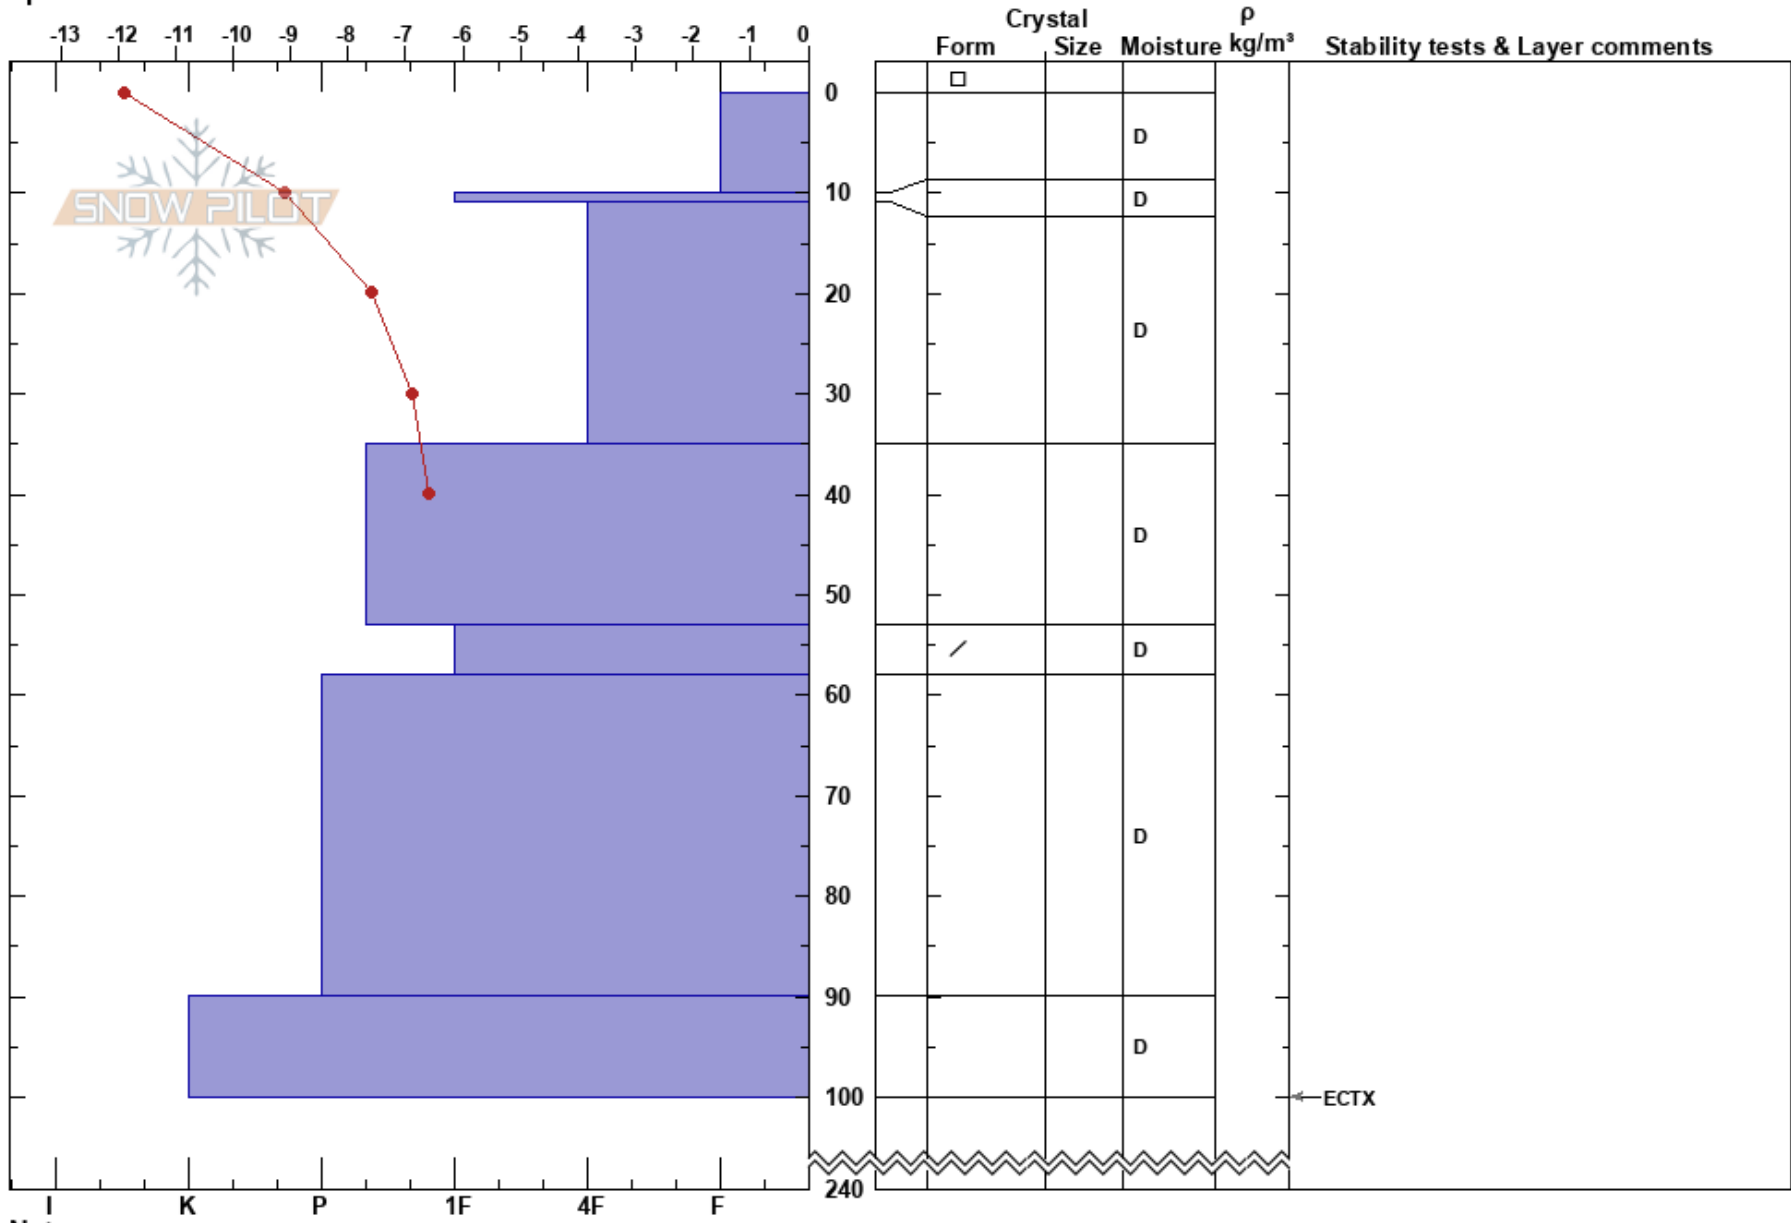 Crystal ρ
-13 -12 -11 -10 -9 -8 -7 -6 -5 -4 -3 -2 -1 0 Form Size Moisture kg/m³ Stability tests & Layer comments
0
D
SNOW PILOT
10 D
20
D
30
40
D
50
D
60
70
D
80
90
D
100 ECTX
240
I K P 1F 4F F